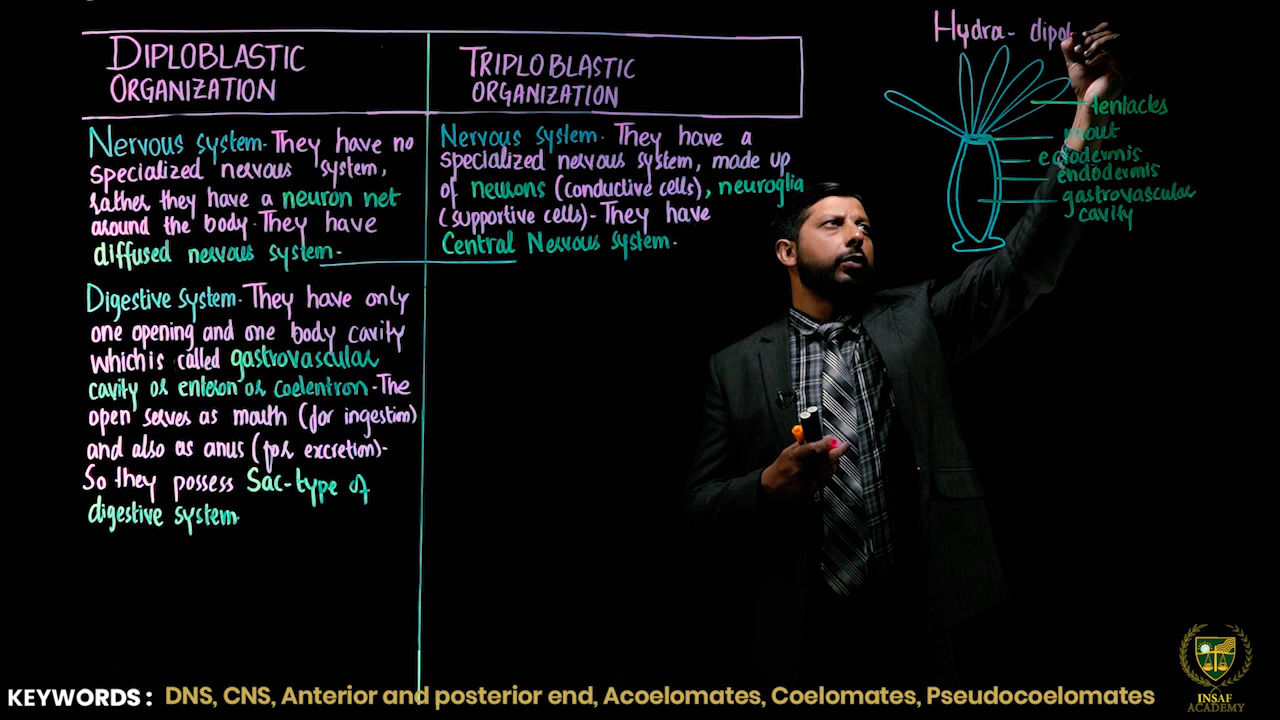 DIPLOBLASTIC
ORGANIZATION
TRIPLOBLASTIC
ORGANIZATION
Nervous system. They have no
specialized nervous system,
rather they have a neuron net
around the body. They have
diffused nervous system.
Digestive system. They have only
one opening and one body cavity
which is called gastrovascular
cavity or enteron or coelentron. The
open serves as mouth (for ingestion)
and also as anus (for excretion).
So they possess Sac-type of
digestive system
Nervous system. They have a
specialized nervous system, made up
of neurons (conductive cells), neuroglia
(supportive cells). They have
Central Nervous system.
Hydra - dipol
tentacles
mout
ectodermis
endodermis
gastrovascular
cavity
KEYWORDS : DNS, CNS, Anterior and posterior end, Acoelomates, Coelomates, Pseudocoelomates
INSAF
ACADEMY